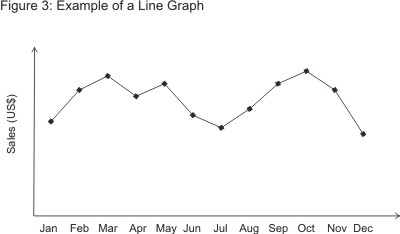 Figure 3: Example of a Line Graph
Sales (US$)
Jan Feb Mar Apr May Jun Jul Aug Sep Oct Nov Dec